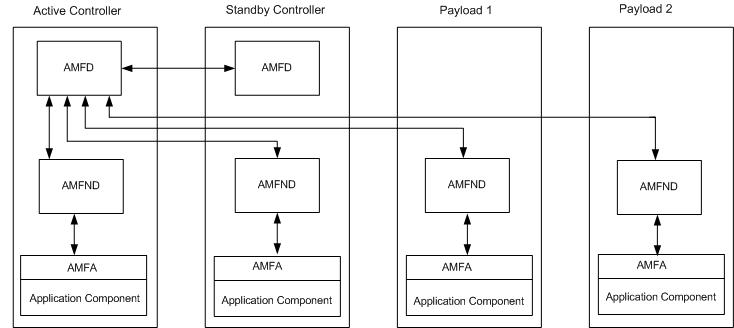 Active Controller
Standby Controller
Payload 1
Payload 2
AMFD
AMFD
AMFND
AMFND
AMFND
AMFND
AMFA
AMFA
AMFA
AMFA
Application Component
Application Component
Application Component
Application Component